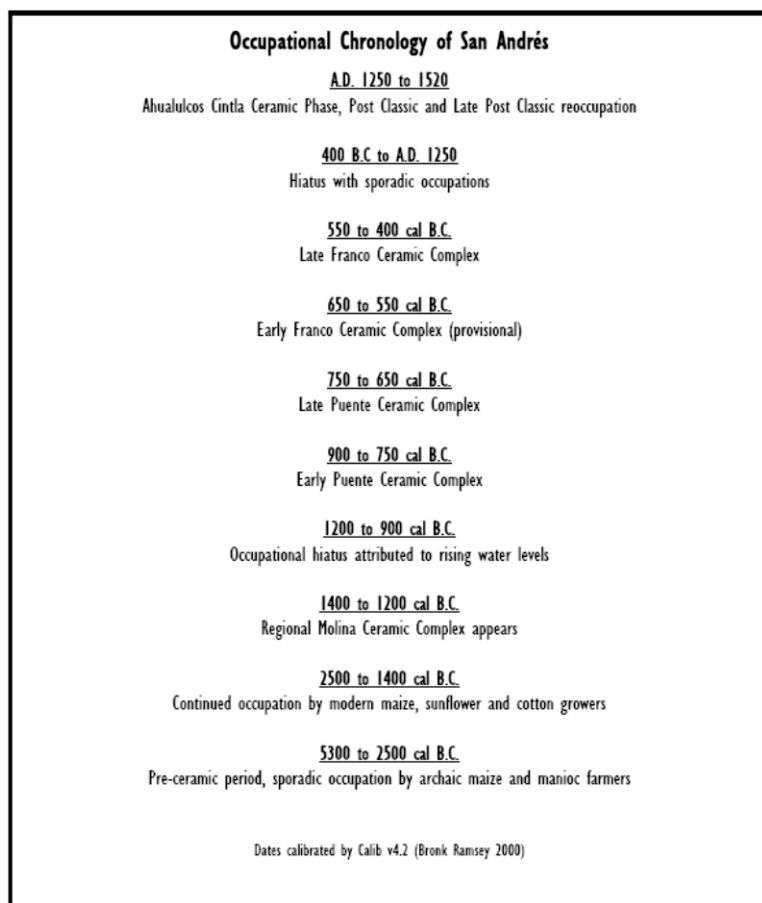 Occupational Chronology of San Andrés
A.D. 1250 to 1520
Ahualulcos Cintla Ceramic Phase, Post Classic and Late Post Classic reoccupation
400 B.C to A.D. 1250
Hiatus with sporadic occupations
550 to 400 cal B.C.
Late Franco Ceramic Complex
650 to 550 cal B.C.
Early Franco Ceramic Complex (provisional)
750 to 650 cal B.C.
Late Puente Ceramic Complex
900 to 750 cal B.C.
Early Puente Ceramic Complex
1200 to 900 cal B.C.
Occupational hiatus attributed to rising water levels
1400 to 1200 cal B.C.
Regional Molina Ceramic Complex appears
2500 to 1400 cal B.C.
Continued occupation by modern maize, sunflower and cotton growers
5300 to 2500 cal B.C.
Pre-ceramic period, sporadic occupation by archaic maize and manioc farmers
Dates calibrated by Calib v4.2 (Bronk Ramsey 2000)